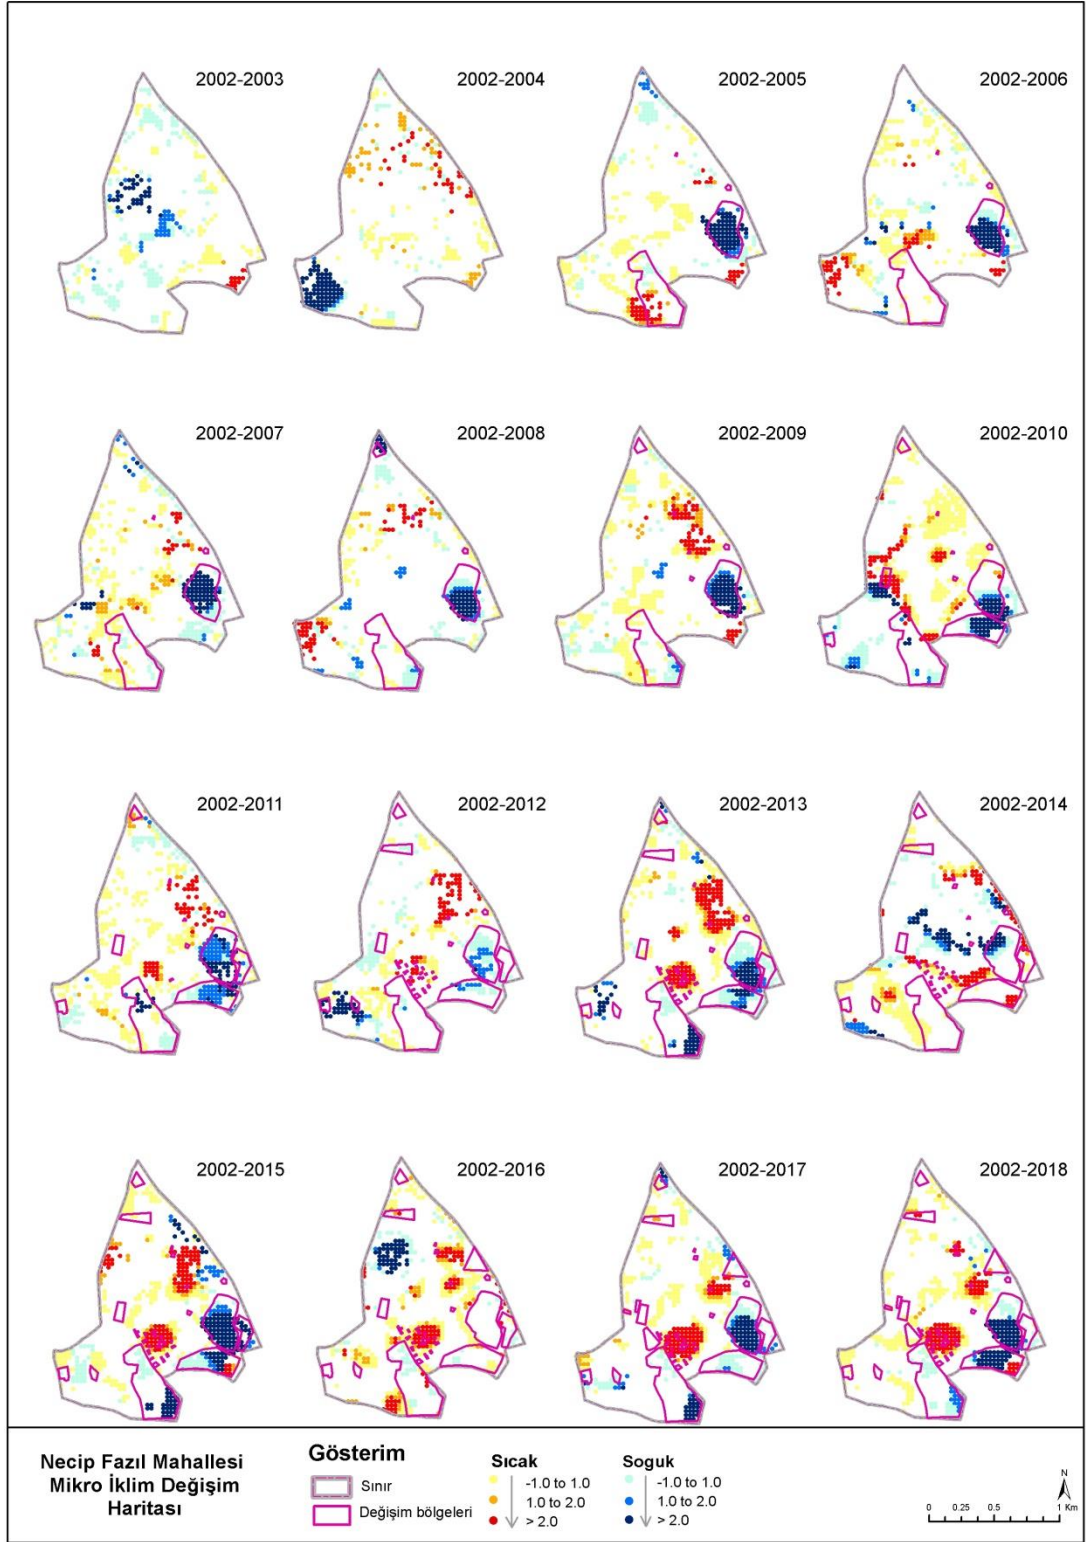 2002-2003
2002-2004
2002-2005
2002-2006
2002-2007
2002-2008
2002-2009
2002-2010
2002-2011
2002-2012
2002-2013
2002-2014
2002-2015
2002-2016
2002-2017
2002-2018
Necip Fazıl Mahallesi
Mikro İklim Değişim
Haritası
Gösterim
Sınır
Değişim bölgeleri
Sıcak
-1.0 to 1.0
1.0 to 2.0
> 2.0
Soguk
-1.0 to 1.0
1.0 to 2.0
> 2.0
N
0 0.25 0.5 1 Km